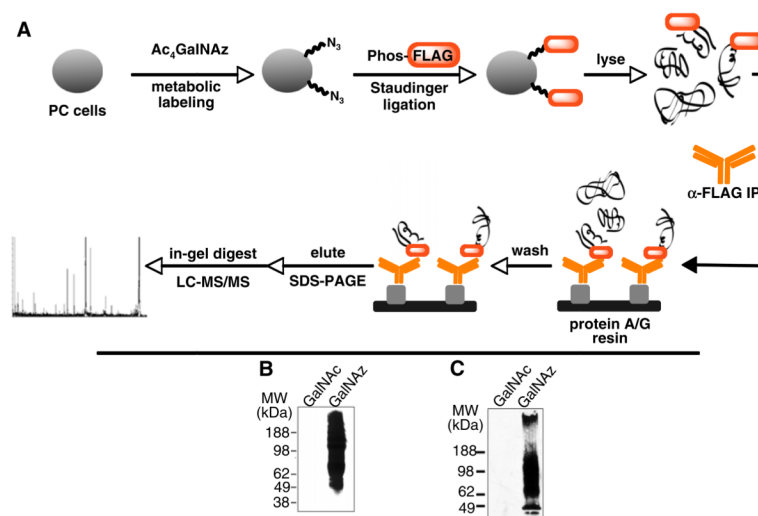 A
Ac4GalNAz
metabolic
labeling
PC cells
N3
N3
Phos-FLAG
Staudinger
ligation
lyse
α-FLAG IP
in-gel digest
LC-MS/MS
elute
SDS-PAGE
wash
protein A/G
resin
B
GalNAc
GalNAz
MW
(kDa)
188
98
62
49
38
C
GalNAc
GalNAz
MW
(kDa)
188
98
62
49